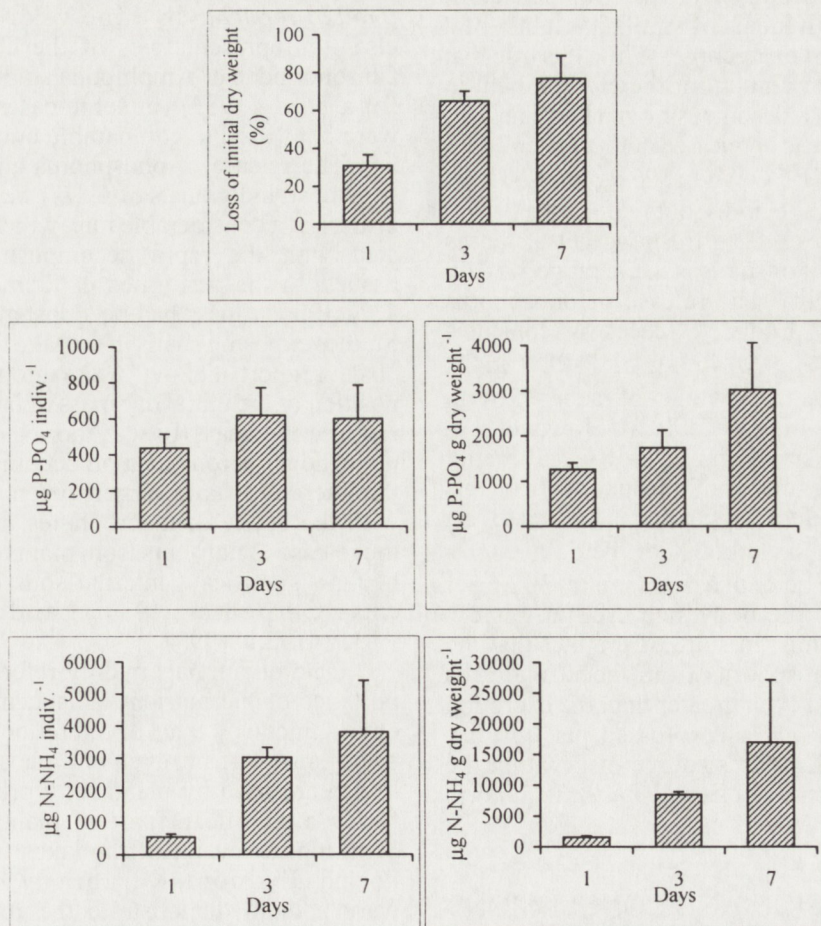 Loss of initial dry weight
(%)
100
80
60
40
20
0
1 3 7
Days
µg P-PO₄ indiv.⁻¹
1000
800
600
400
200
0
1 3 7
Days
µg P-PO₄ g dry weight⁻¹
4000
3000
2000
1000
0
1 3 7
Days
µg N-NH₄ indiv.⁻¹
6000
5000
4000
3000
2000
1000
0
1 3 7
Days
µg N-NH₄ g dry weight⁻¹
30000
25000
20000
15000
10000
5000
0
1 3 7
Days